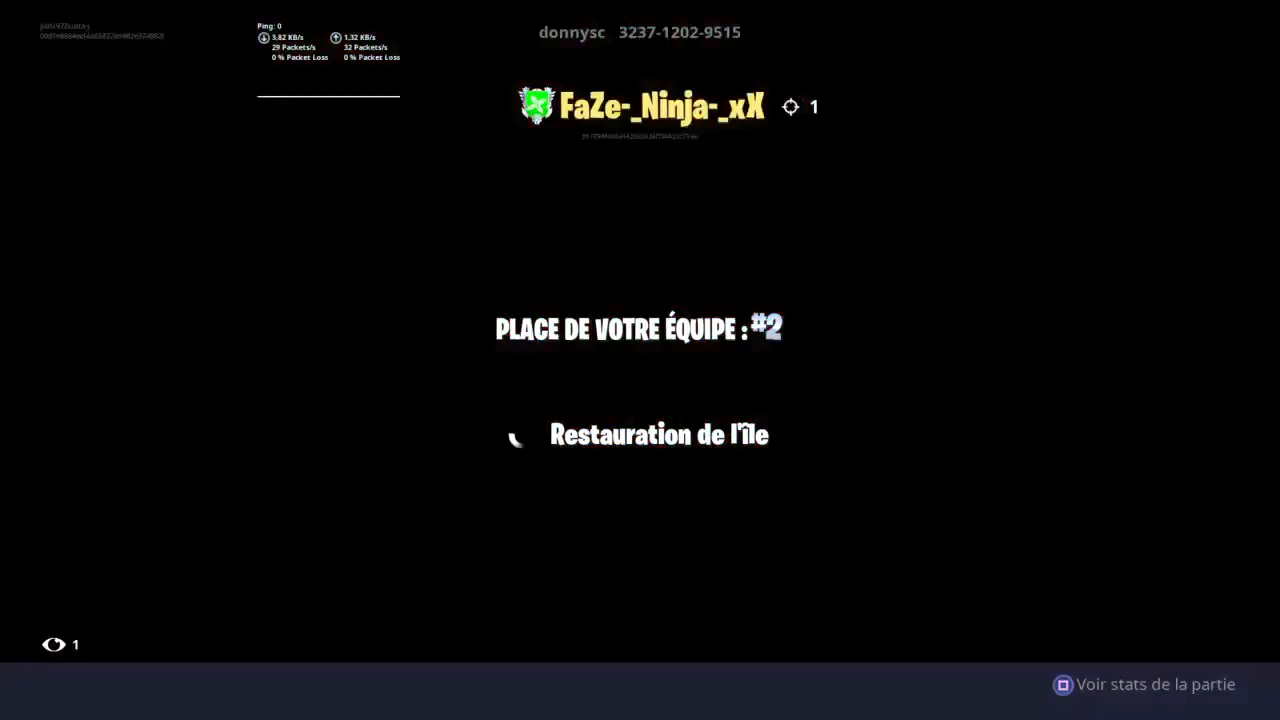 Ping: 0
3,82 KB/s 1,32 KB/s
29 Packets/s 32 Packets/s
0 % Packet Loss 0 % Packet Loss
donnysc 3237-1202-9515
FaZe-_Ninja-_xX 1
PLACE DE VOTRE ÉQUIPE : #2
Restauration de l'île
1
Voir stats de la partie